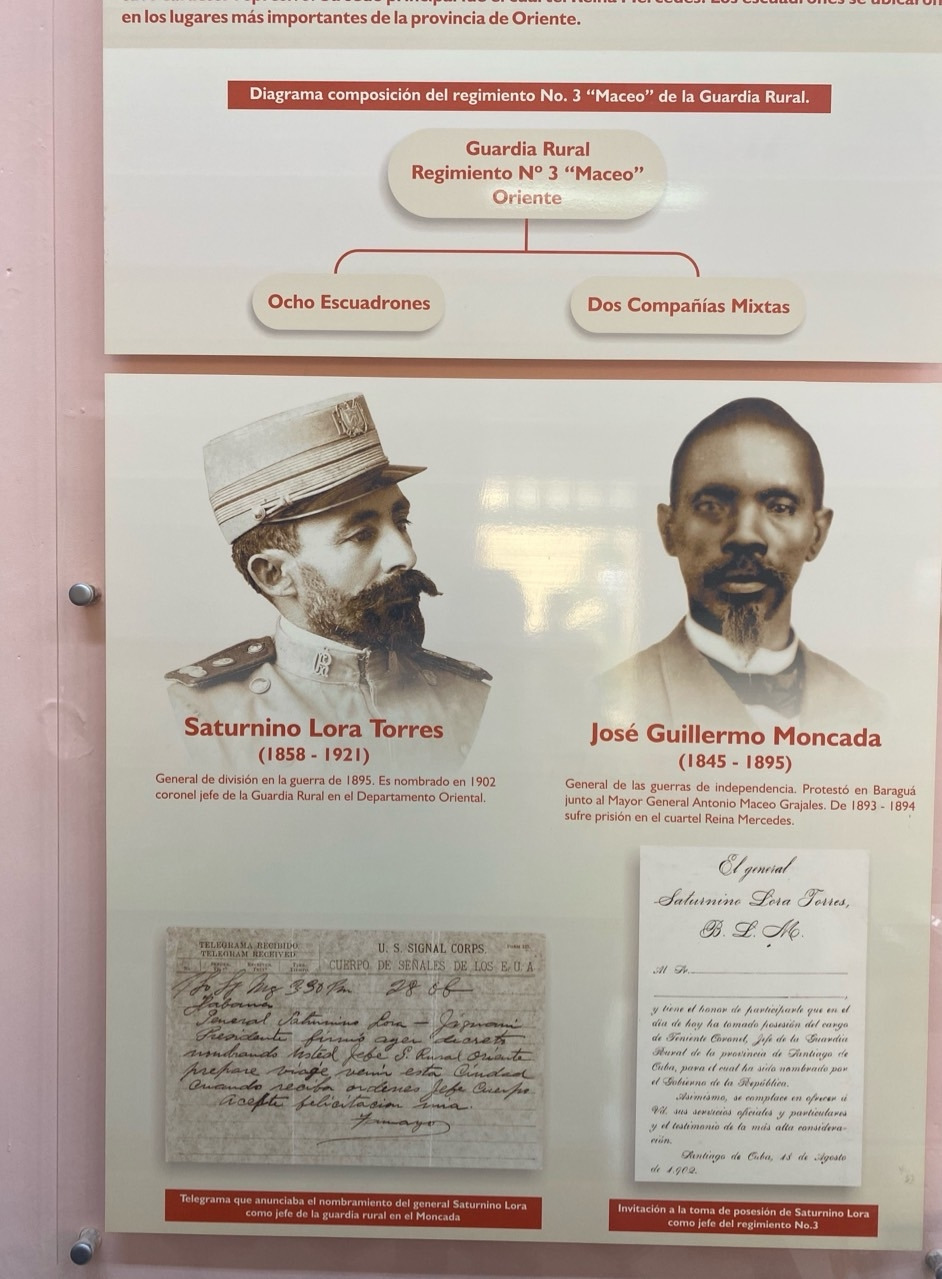 en los lugares más importantes de la provincia de Oriente.
Diagrama composición del regimiento No. 3 “Maceo” de la Guardia Rural.
Guardia Rural
Regimiento Nº 3 “Maceo”
Oriente
Ocho Escuadrones
Dos Compañías Mixtas
Saturnino Lora Torres
(1858 - 1921)
General de división en la guerra de 1895. Es nombrado en 1902
coronel jefe de la Guardia Rural en el Departamento Oriental.
José Guillermo Moncada
(1845 - 1895)
General de las guerras de independencia. Protestó en Baraguá
junto al Mayor General Antonio Maceo Grajales. De 1893 - 1894
sufre prisión en el cuartel Reina Mercedes.
TELEGRAMA RECIBIDO
TELEGRAM RECEIVED
U. S. SIGNAL CORPS.
CUERPO DE SEÑALES DE LOS E. U. A
Habana
General Saturnino Lora — Jiguani
Presidente firmó ayer decreto
nombrando Usted Jefe G. Rural Oriente
prepare viage, venir esta Ciudad
cuando reciba ordenes Jefe Cuerpo
Acepte felicitacion mia.
Telegrama que anunciaba el nombramiento del general Saturnino Lora
como jefe de la guardia rural en el Moncada
El general
Saturnino Lora Torres,
B. L. M.
Al Sr.
y tiene el honor de participarle que en el
día de hoy ha tomado posesión del cargo
de Teniente Coronel, Jefe de la Guardia
Rural de la provincia de Santiago de
Cuba, para el cual ha sido nombrado por
el Gobierno de la República.
Asimismo, se complace en ofrecer á
Vd. sus servicios oficiales y particulares
y el testimonio de la más alta considera-
ción.
Santiago de Cuba, 15 de Agosto
de 1902.
Invitación a la toma de posesión de Saturnino Lora
como jefe del regimiento No.3